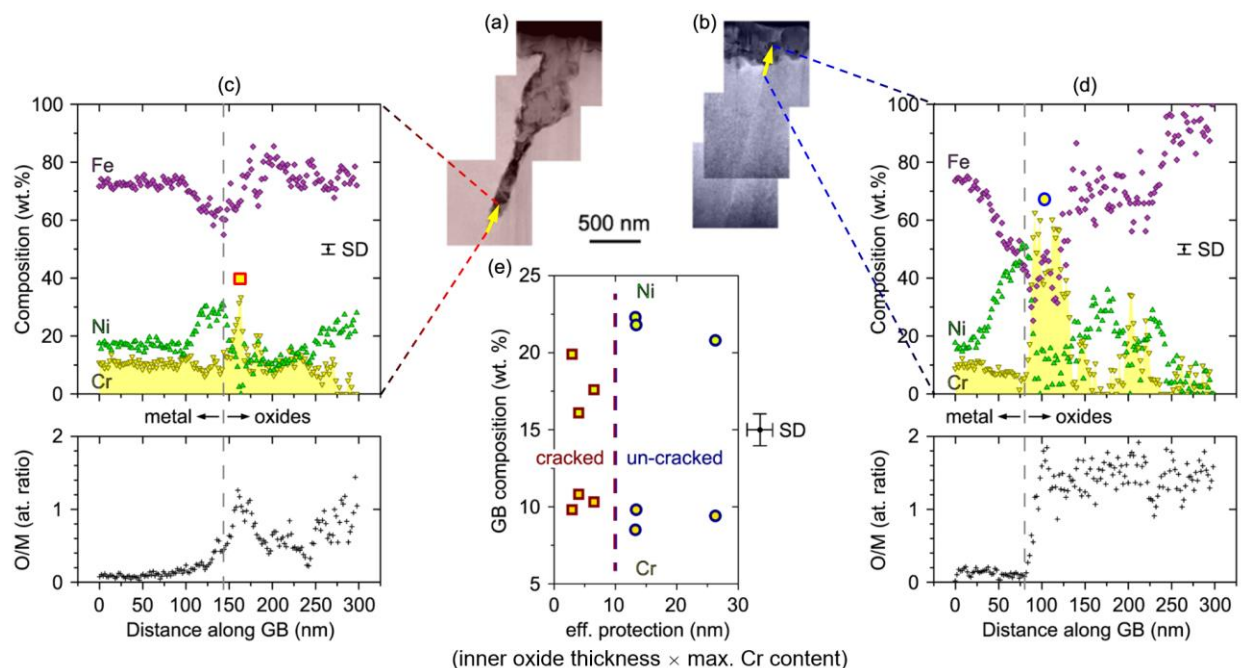 (a)
(b)
(c)
100
80
60
40
20
0
Composition (wt.%)
Fe
Ni
Cr
SD
metal
oxides
2
1
0
O/M (at. ratio)
0 50 100 150 200 250 300
Distance along GB (nm)
500 nm
(e)
25
20
15
10
5
GB composition (wt. %)
Ni
cracked
un-cracked
Cr
SD
0 10 20 30
eff. protection (nm)
(inner oxide thickness × max. Cr content)
(d)
100
80
60
40
20
0
Composition (wt.%)
Fe
Ni
Cr
SD
metal
oxides
2
1
0
O/M (at. ratio)
0 50 100 150 200 250 300
Distance along GB (nm)